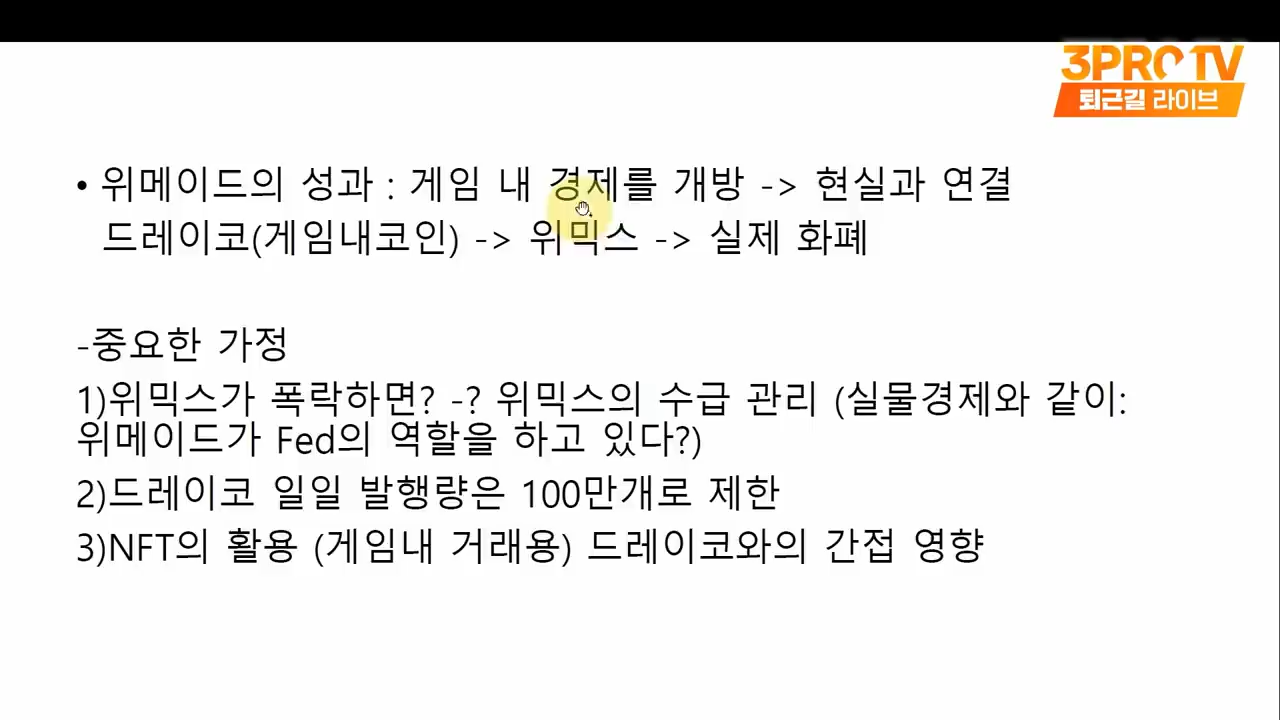 3PRO TV
퇴근길 라이브
• 위메이드의 성과 : 게임 내 경제를 개방 -> 현실과 연결
드레이코(게임내코인) -> 위믹스 -> 실제 화폐
-중요한 가정
1)위믹스가 폭락하면? -? 위믹스의 수급 관리 (실물경제와 같이:
위메이드가 Fed의 역할을 하고 있다?)
2)드레이코 일일 발행량은 100만개로 제한
3)NFT의 활용 (게임내 거래용) 드레이코와의 간접 영향